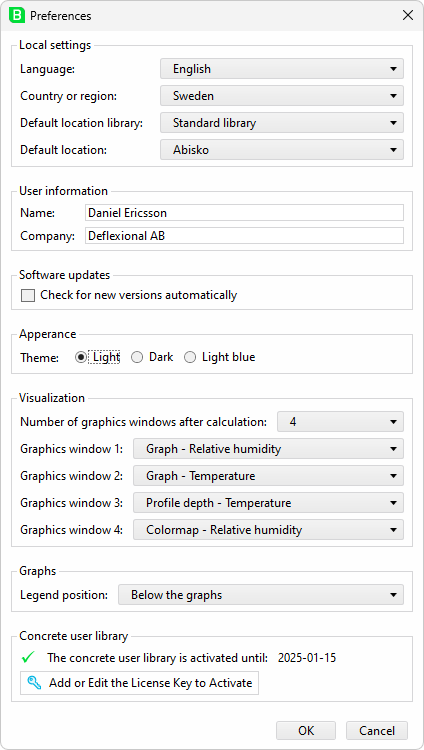 B Preferences
Local settings
Language: English
Country or region: Sweden
Default location library: Standard library
Default location: Abisko
User information
Name: Daniel Ericsson
Company: Deflexional AB
Software updates
Check for new versions automatically
Apperance
Theme: Light Dark Light blue
Visualization
Number of graphics windows after calculation: 4
Graphics window 1: Graph - Relative humidity
Graphics window 2: Graph - Temperature
Graphics window 3: Profile depth - Temperature
Graphics window 4: Colormap - Relative humidity
Graphs
Legend position: Below the graphs
Concrete user library
The concrete user library is activated until: 2025-01-15
Add or Edit the License Key to Activate
OK Cancel